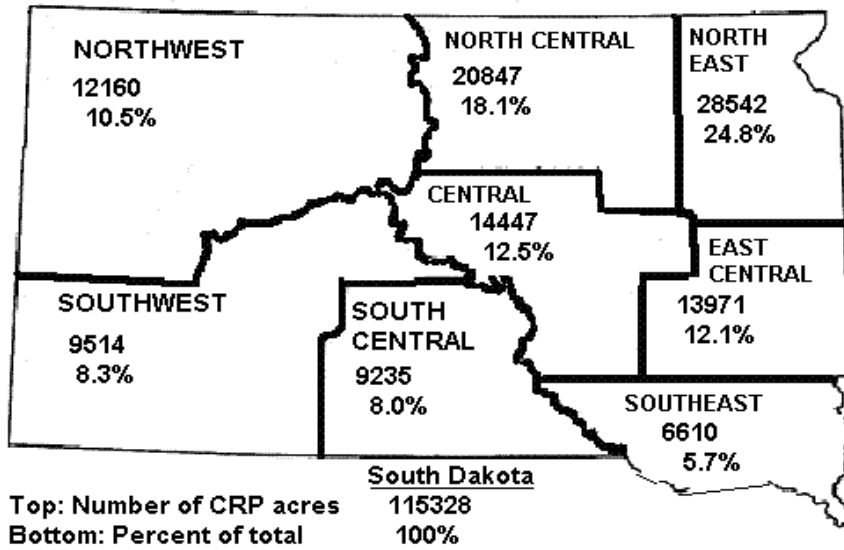 NORTHWEST
12160
10.5%
NORTH CENTRAL
20847
18.1%
NORTH
EAST
28542
24.8%
CENTRAL
14447
12.5%
EAST
CENTRAL
13971
12.1%
SOUTHWEST
9514
8.3%
SOUTH
CENTRAL
9235
8.0%
SOUTHEAST
6610
5.7%
South Dakota
Top: Number of CRP acres 115328
Bottom: Percent of total 100%